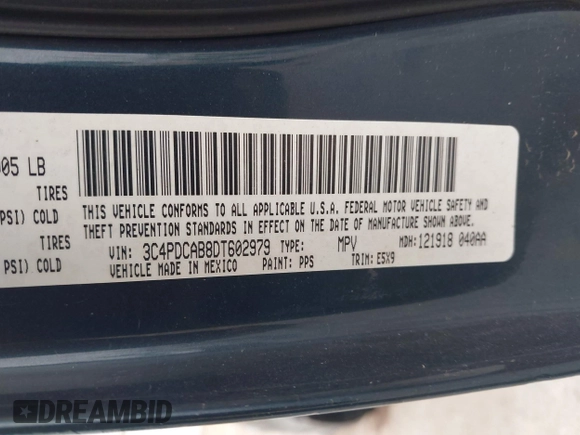 05 LB
TIRES
PSI) COLD
TIRES
PSI) COLD
THIS VEHICLE CONFORMS TO ALL APPLICABLE U.S.A. FEDERAL MOTOR VEHICLE SAFETY AND
THEFT PREVENTION STANDARDS IN EFFECT ON THE DATE OF MANUFACTURE SHOWN ABOVE.
VIN: 3C4PDCAB8DT602979 TYPE: MPV MDH: 121918 040AA
VEHICLE MADE IN MEXICO PAINT: PPS TRIM: E5X9
DREAMBID